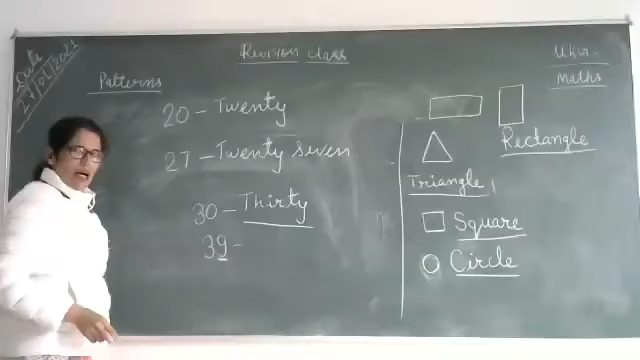 Date
Revision class
Maths
Patterns
20 - Twenty
27 - Twenty seven
30 - Thirty
39 -
Rectangle
Triangle
Square
Circle